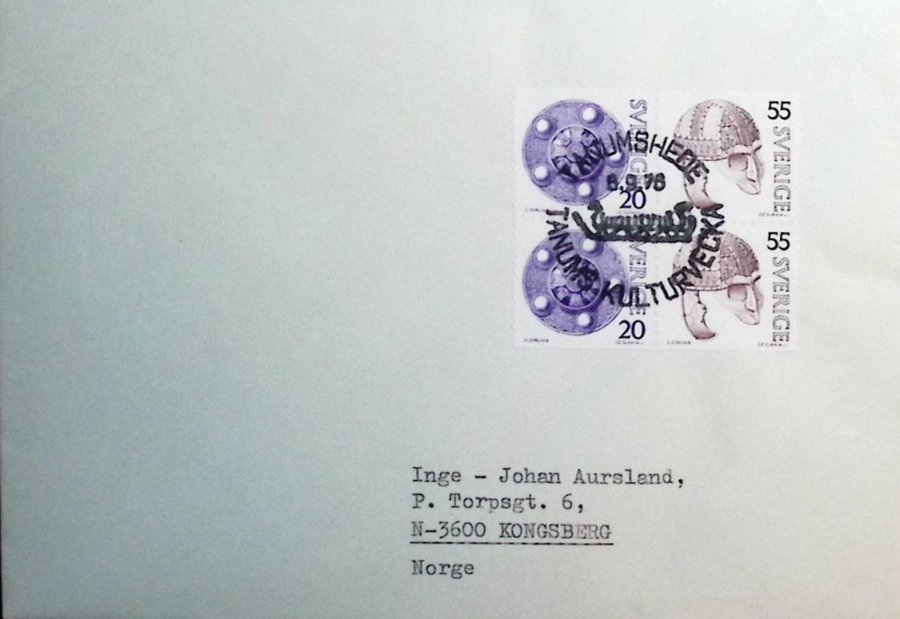 55
SVERIGE
SVERIGE
20
TANUMSHEDE
6.9.76
TANUMS KULTURVECKA
55
SVERIGE
SVERIGE
20
Inge - Johan Aursland,
P. Torpsgt. 6,
N-3600 KONGSBERG
Norge